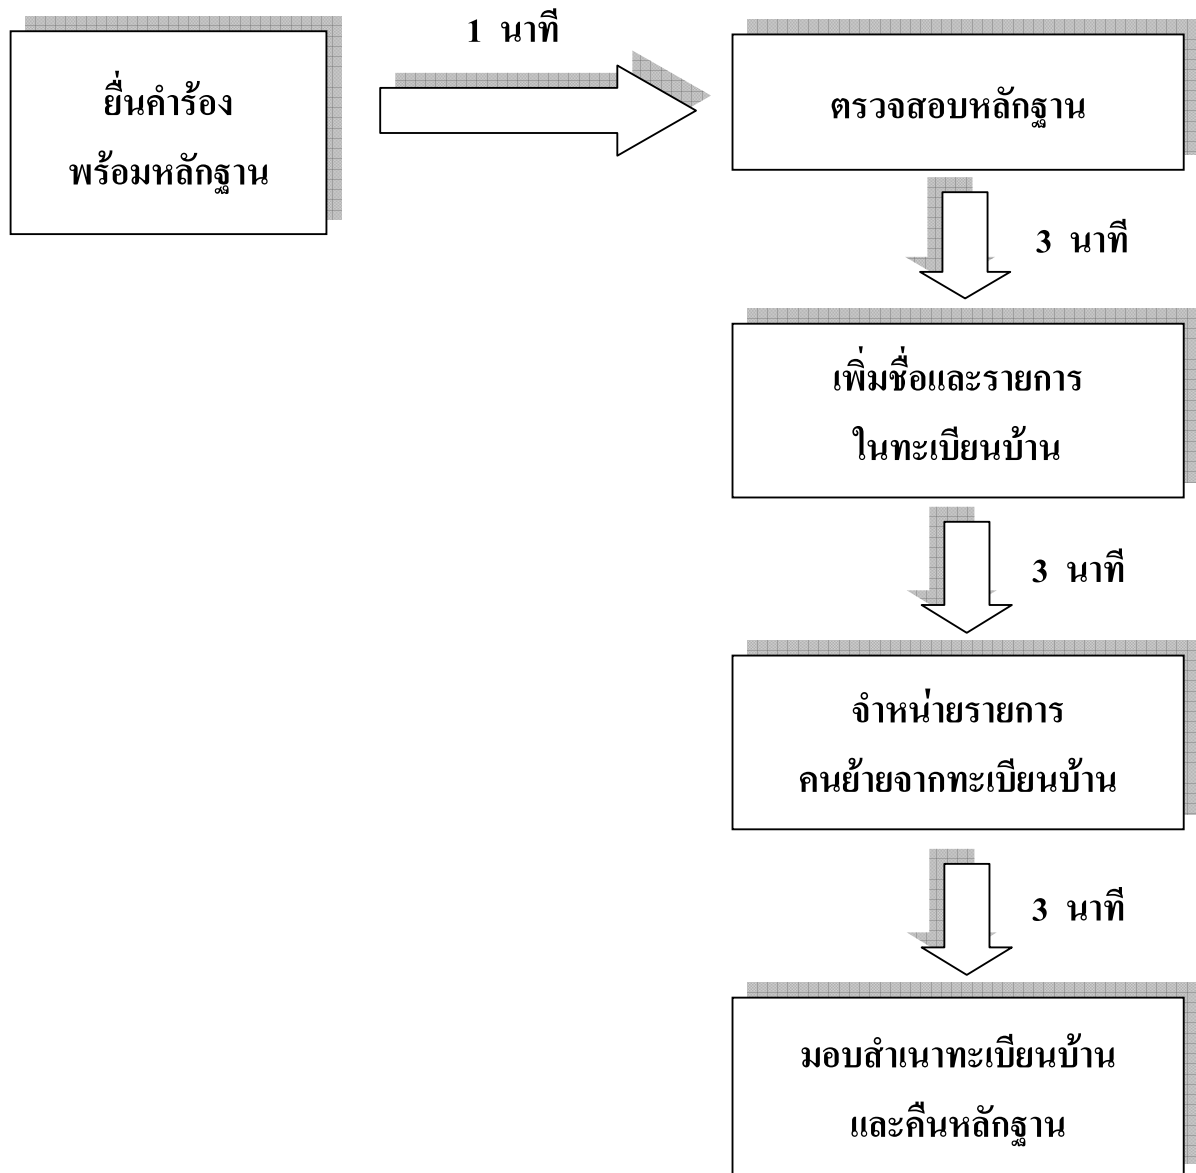 ยื่นคำร้อง
พร้อมหลักฐาน
1 นาที
ตรวจสอบหลักฐาน
3 นาที
เพิ่มชื่อและรายการ
ในทะเบียนบ้าน
3 นาที
จำหน่ายรายการ
คนย้ายจากทะเบียนบ้าน
3 นาที
มอบสำเนาทะเบียนบ้าน
และคืนหลักฐาน